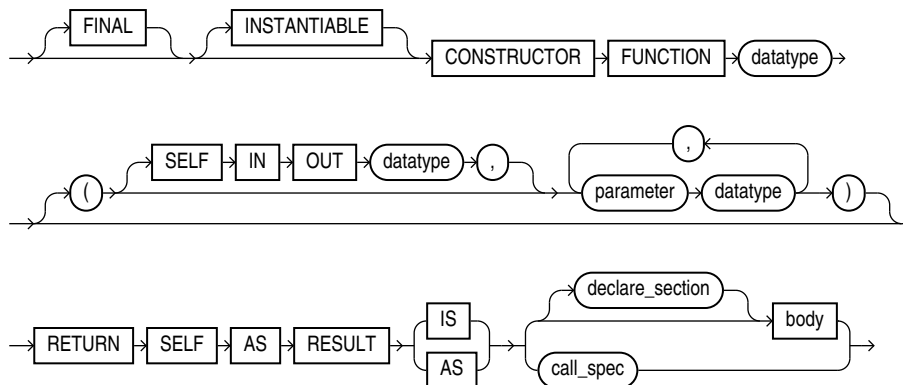 FINAL INSTANTIABLE
CONSTRUCTOR FUNCTION datatype
SELF IN OUT datatype , ,
( parameter datatype )
RETURN SELF AS RESULT IS declare_section body
AS call_spec